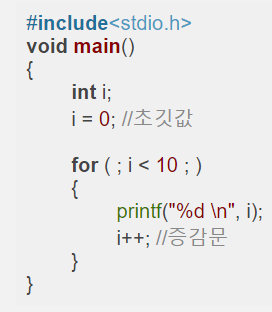 #include<stdio.h>
void main()
{
int i;
i = 0; //초깃값
for ( ; i < 10 ; )
{
printf("%d \n", i);
i++; //증감문
}
}